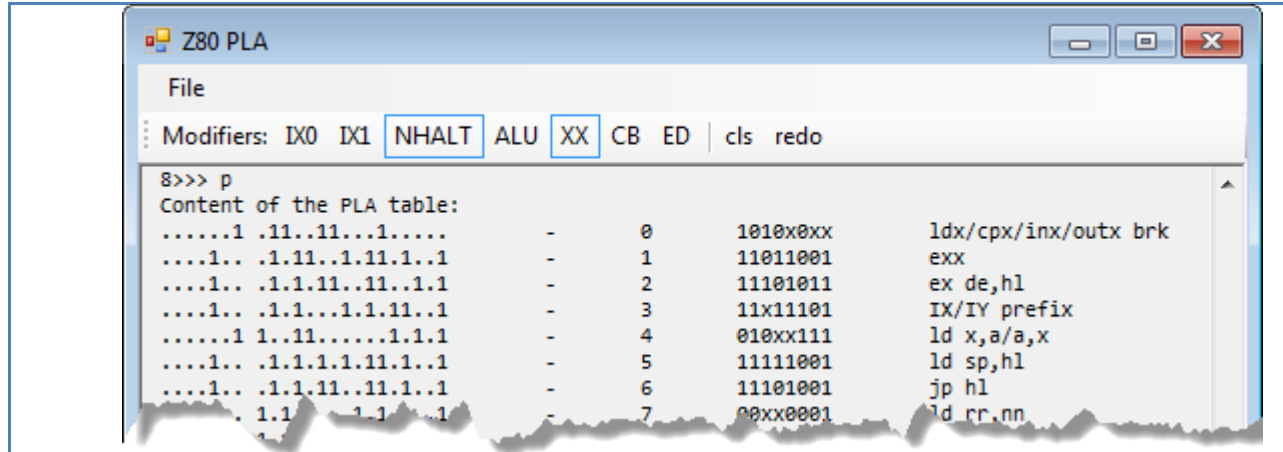 Z80 PLA
File
Modifiers: IX0 IX1 NHALT ALU XX CB ED cls redo
8>>> p
Content of the PLA table:
......1 .11..11...1..... - 0 1010x0xx ldx/cpx/inx/outx brk
....1.. .1.11..1.11.1..1 - 1 11011001 exx
....1.. .1.1.11..11..1.1 - 2 11101011 ex de,hl
....1.. .1.1...1.1.11..1 - 3 11x11101 IX/IY prefix
......1 1..11......1.1.1 - 4 010xx111 ld x,a/a,x
....1.. .1.1.1.1.11.1..1 - 5 11111001 ld sp,hl
....1.. .1.1.11..11.1..1 - 6 11101001 jp hl
- 7 00xx0001 ld rr,nn